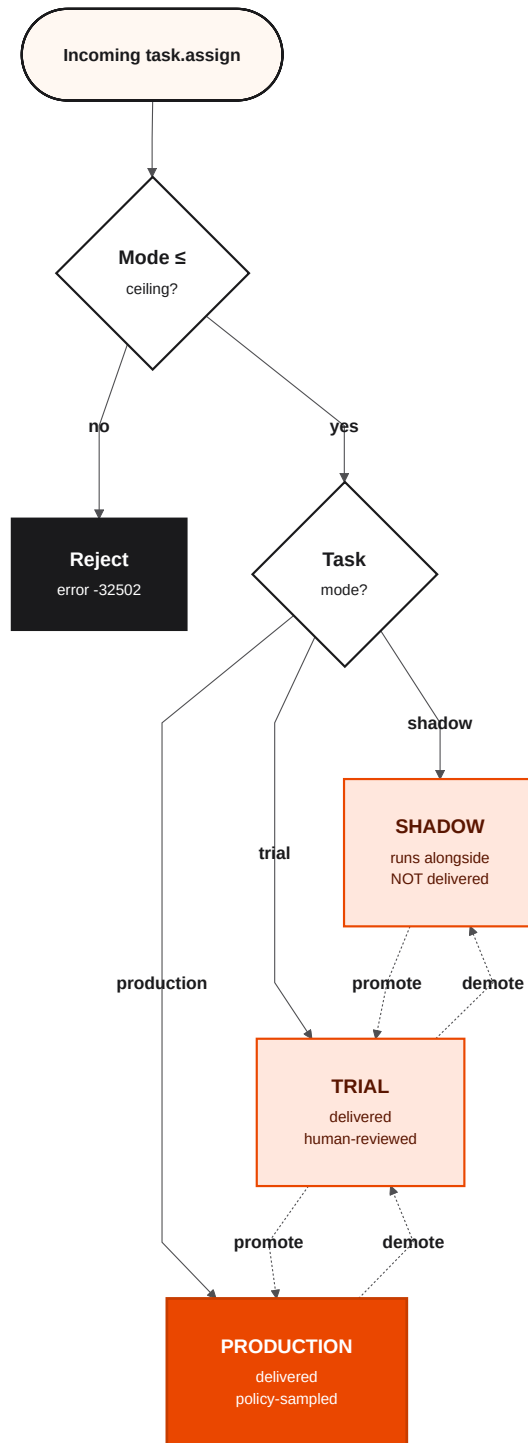 Incoming task.assign
Mode ≤
ceiling?
no
yes
Reject
error -32502
Task
mode?
shadow
SHADOW
runs alongside
NOT delivered
trial
production
promote
demote
TRIAL
delivered
human-reviewed
promote
demote
PRODUCTION
delivered
policy-sampled